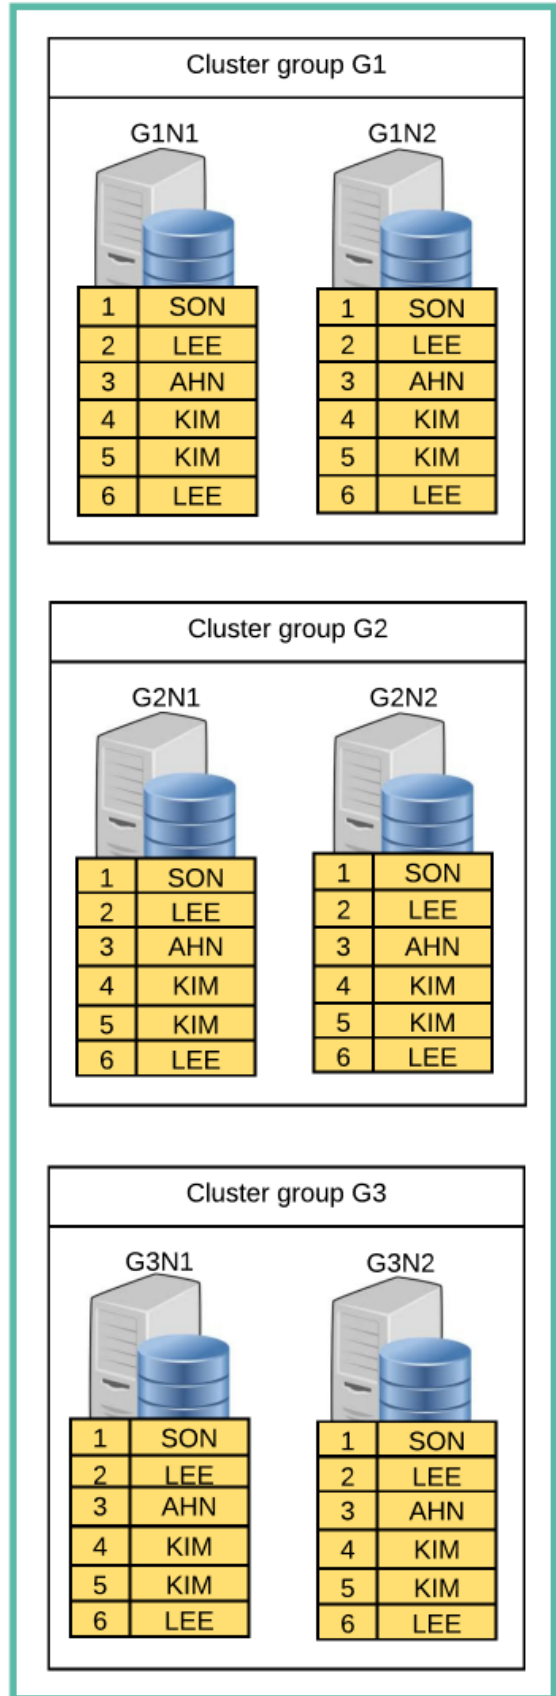 Cluster group G1
G1N1 G1N2
1 SON 1 SON
2 LEE 2 LEE
3 AHN 3 AHN
4 KIM 4 KIM
5 KIM 5 KIM
6 LEE 6 LEE
Cluster group G2
G2N1 G2N2
1 SON 1 SON
2 LEE 2 LEE
3 AHN 3 AHN
4 KIM 4 KIM
5 KIM 5 KIM
6 LEE 6 LEE
Cluster group G3
G3N1 G3N2
1 SON 1 SON
2 LEE 2 LEE
3 AHN 3 AHN
4 KIM 4 KIM
5 KIM 5 KIM
6 LEE 6 LEE